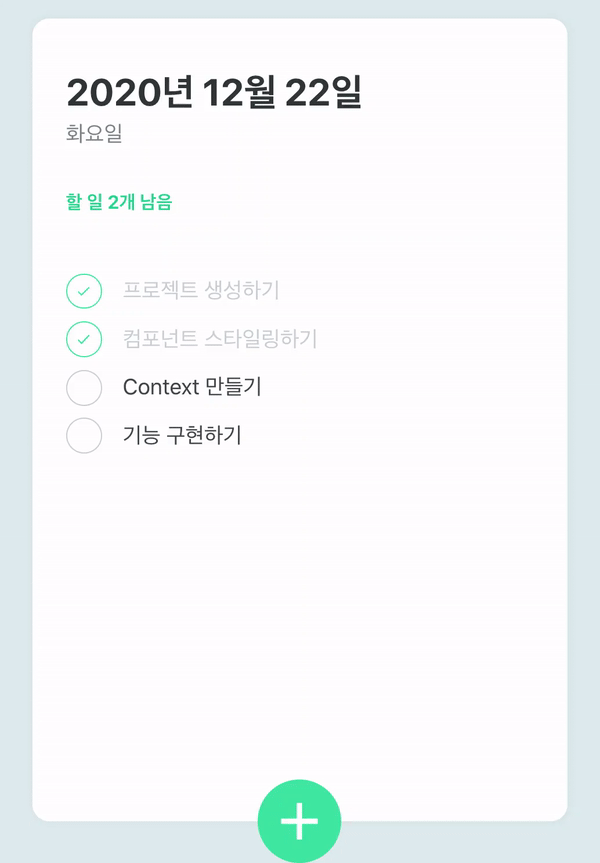 2020년 12월 22일
화요일
할 일 2개 남음
프로젝트 생성하기
컴포넌트 스타일링하기
Context 만들기
기능 구현하기